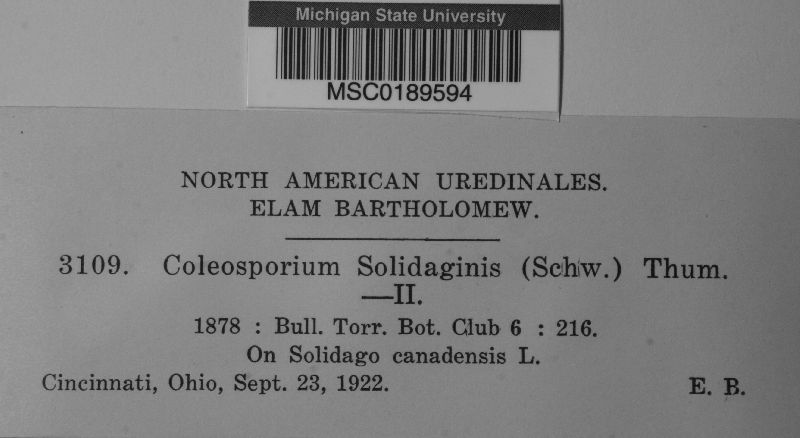 Michigan State University
MSC0189594
NORTH AMERICAN UREDINALES.
ELAM BARTHOLOMEW.
3109. Coleosporium Solidaginis (Schw.) Thum.
—II.
1878 : Bull. Torr. Bot. Club 6 : 216.
On Solidago canadensis L.
Cincinnati, Ohio, Sept. 23, 1922. E. B.